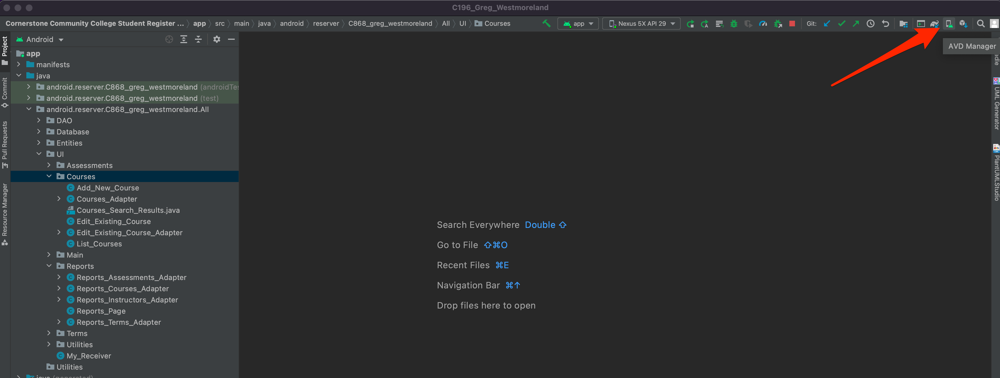 C196_Greg_Westmoreland
Cornerstone Community College Student Register ... app src main java android reserver C868_greg_westmoreland All UI Courses app Nexus 5X API 29 Git:
AVD Manager
Android
Project
Commit
Pull Requests
Resource Manager
app
manifests
java
android.reserver.C868_greg_westmoreland (androidTes
android.reserver.C868_greg_westmoreland (test)
android.reserver.C868_greg_westmoreland.All
DAO
Database
Entities
UI
Assessments
Courses
Add_New_Course
Courses_Adapter
Courses_Search_Results.java
Edit_Existing_Course
Edit_Existing_Course_Adapter
List_Courses
Main
Reports
Reports_Assessments_Adapter
Reports_Courses_Adapter
Reports_Instructors_Adapter
Reports_Page
Reports_Terms_Adapter
Terms
Utilities
My_Receiver
Utilities
java (generated)
Search Everywhere Double ⇧
Go to File ⇧⌘O
Recent Files ⌘E
Navigation Bar ⌘↑
Drop files here to open
adle
UML Generator
PlantUMLStudio